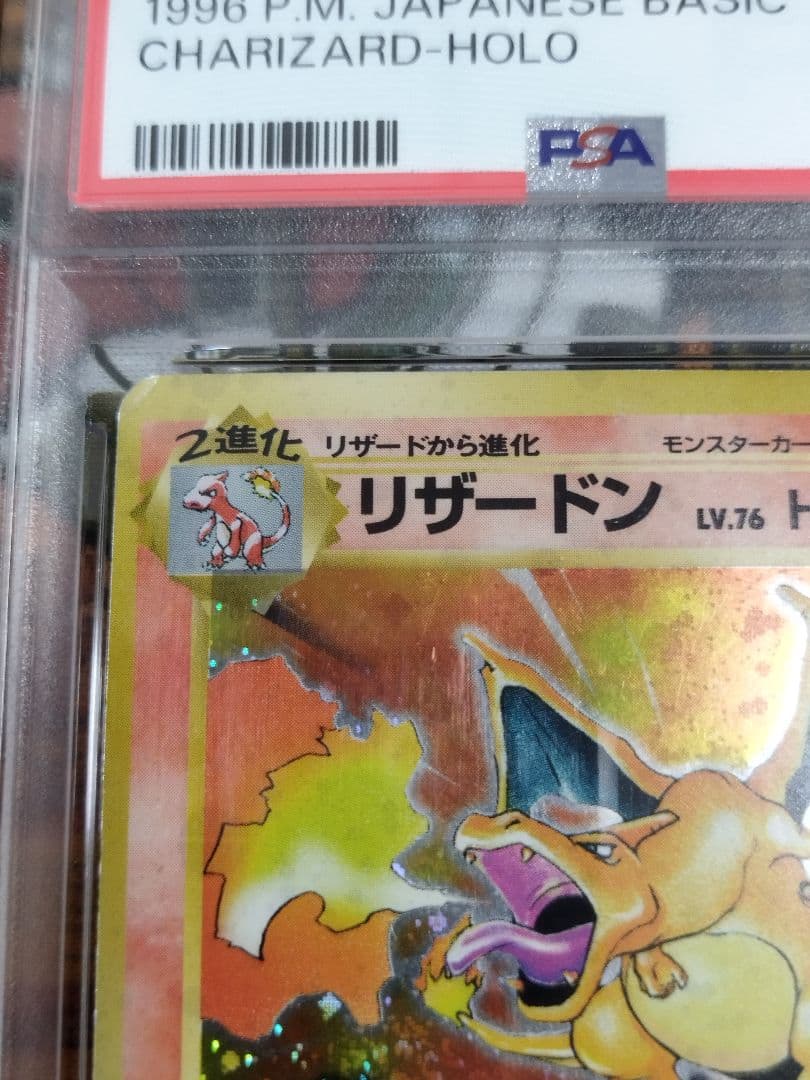 1996 P.M. JAPANESE BASIC
CHARIZARD-HOLO
PSA
2進化 リザードから進化 モンスターカー
リザードン LV.76 H